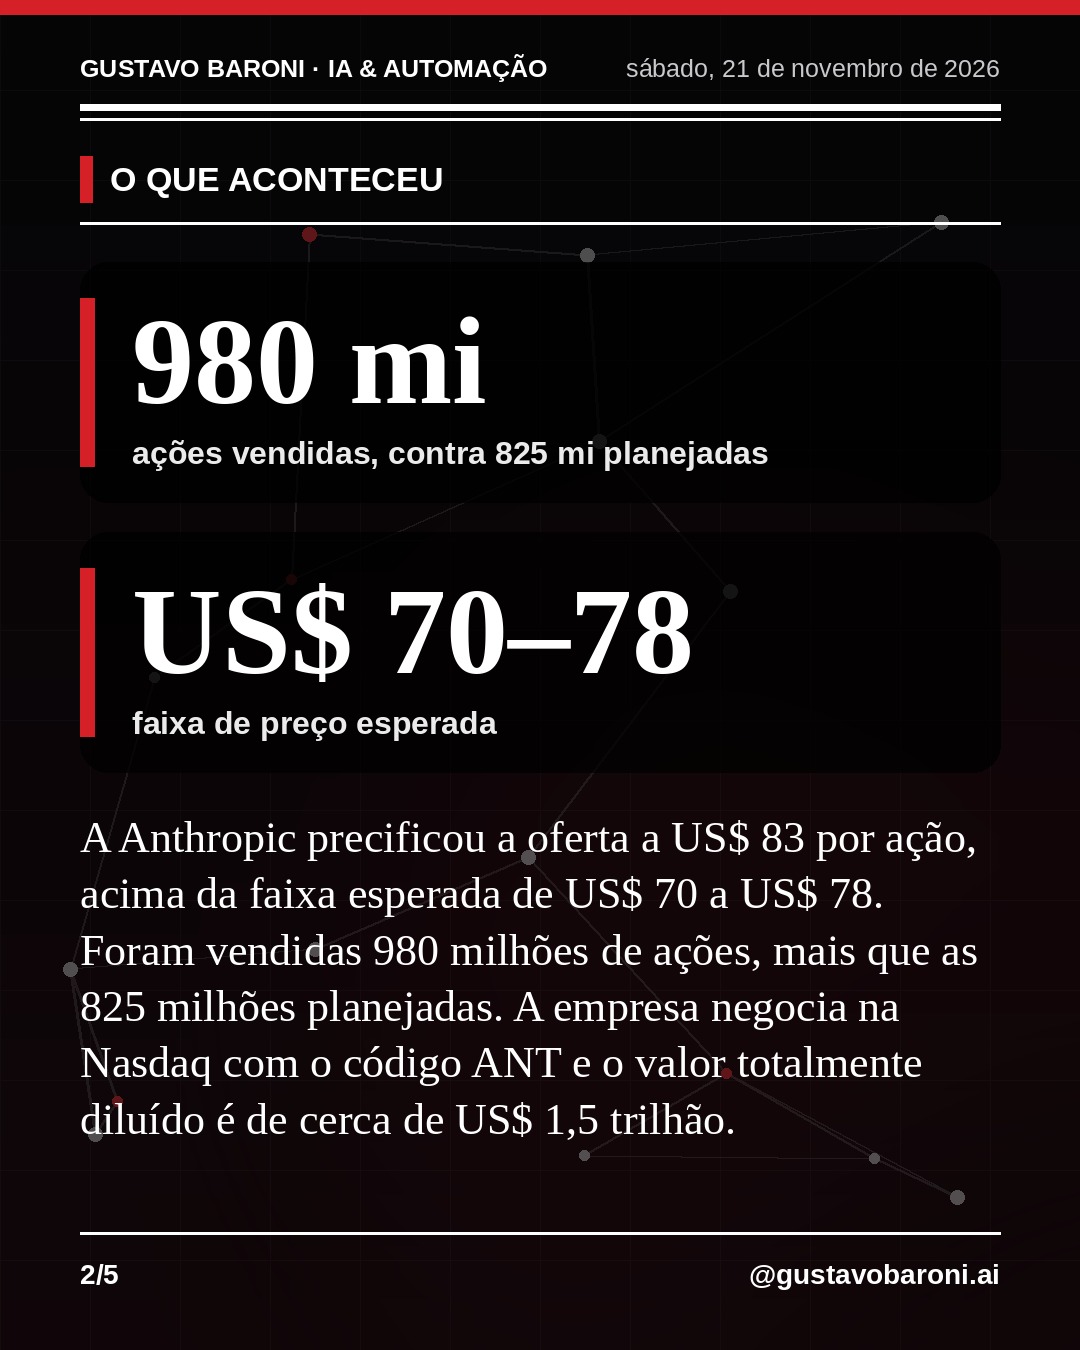 GUSTAVO BARONI · IA & AUTOMAÇÃO
sábado, 21 de novembro de 2026
O QUE ACONTECEU
980 mi
ações vendidas, contra 825 mi planejadas
US$ 70–78
faixa de preço esperada
A Anthropic precificou a oferta a US$ 83 por ação,
acima da faixa esperada de US$ 70 a US$ 78.
Foram vendidas 980 milhões de ações, mais que as
825 milhões planejadas. A empresa negocia na
Nasdaq com o código ANT e o valor totalmente
diluído é de cerca de US$ 1,5 trilhão.
2/5
@gustavobaroni.ai